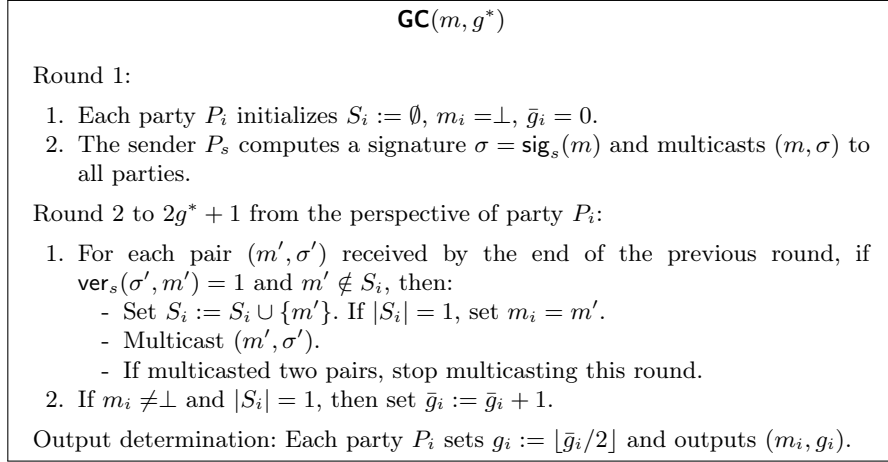 GC(m, g*)
Round 1:
1. Each party P_i initializes S_i := ∅, m_i =⊥, ḡ_i = 0.
2. The sender P_s computes a signature σ = sig_s(m) and multicasts (m, σ) to
all parties.
Round 2 to 2g* + 1 from the perspective of party P_i:
1. For each pair (m′, σ′) received by the end of the previous round, if
ver_s(σ′, m′) = 1 and m′ ∉ S_i, then:
- Set S_i := S_i ∪ {m′}. If |S_i| = 1, set m_i = m′.
- Multicast (m′, σ′).
- If multicasted two pairs, stop multicasting this round.
2. If m_i ≠⊥ and |S_i| = 1, then set ḡ_i := ḡ_i + 1.
Output determination: Each party P_i sets g_i := ⌊ḡ_i/2⌋ and outputs (m_i, g_i).